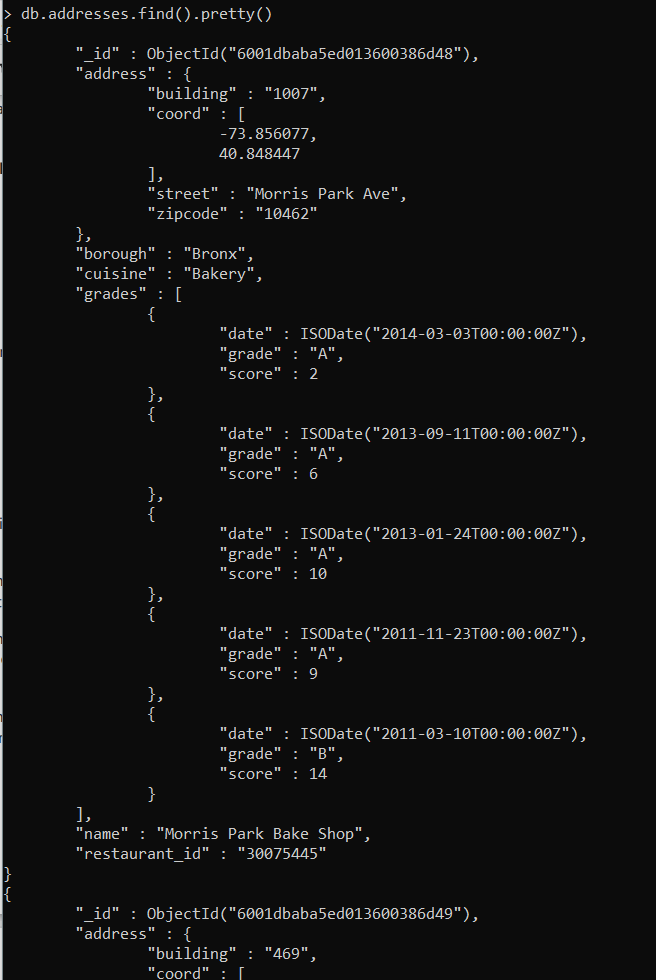 > db.addresses.find().pretty()
{
"_id" : ObjectId("6001dbaba5ed013600386d48"),
"address" : {
"building" : "1007",
"coord" : [
-73.856077,
40.848447
],
"street" : "Morris Park Ave",
"zipcode" : "10462"
},
"borough" : "Bronx",
"cuisine" : "Bakery",
"grades" : [
{
"date" : ISODate("2014-03-03T00:00:00Z"),
"grade" : "A",
"score" : 2
},
{
"date" : ISODate("2013-09-11T00:00:00Z"),
"grade" : "A",
"score" : 6
},
{
"date" : ISODate("2013-01-24T00:00:00Z"),
"grade" : "A",
"score" : 10
},
{
"date" : ISODate("2011-11-23T00:00:00Z"),
"grade" : "A",
"score" : 9
},
{
"date" : ISODate("2011-03-10T00:00:00Z"),
"grade" : "B",
"score" : 14
}
],
"name" : "Morris Park Bake Shop",
"restaurant_id" : "30075445"
}
{
"_id" : ObjectId("6001dbaba5ed013600386d49"),
"address" : {
"building" : "469",
"coord" : [